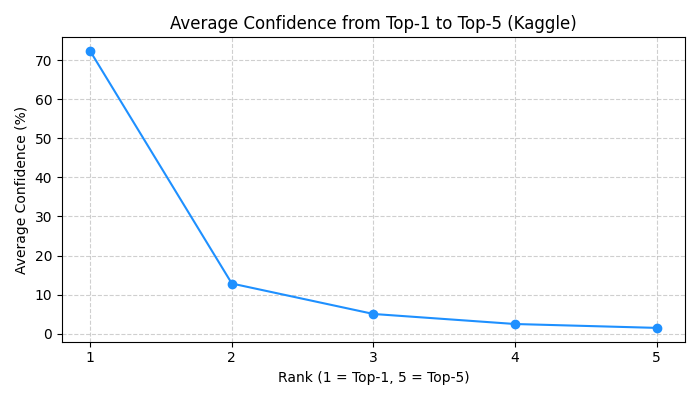 Average Confidence from Top-1 to Top-5 (Kaggle)
Average Confidence (%)
70
60
50
40
30
20
10
0
1 2 3 4 5
Rank (1 = Top-1, 5 = Top-5)